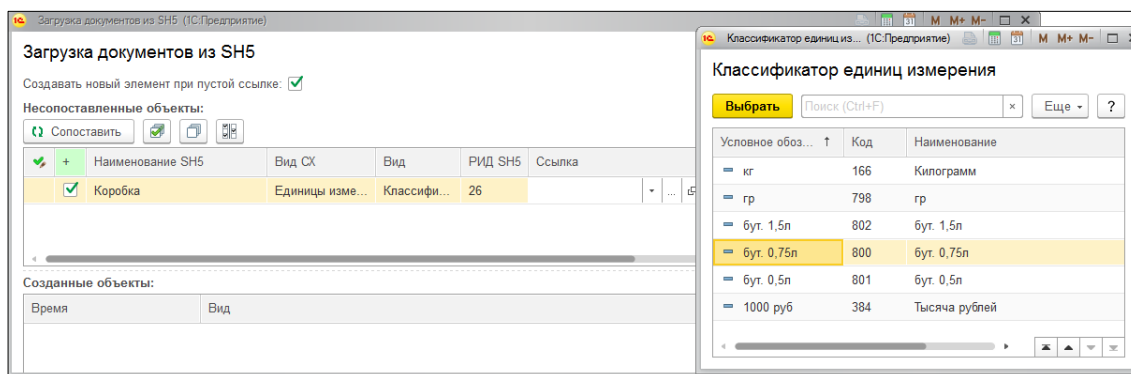 Загрузка документов из SH5 (1С:Предприятие)
M M+ M-
Загрузка документов из SH5
Создавать новый элемент при пустой ссылке:
Несопоставленные объекты:
Сопоставить
+ Наименование SH5 Вид СХ Вид РИД SH5 Ссылка
Коробка Единицы изме... Классифи... 26 ...
Созданные объекты:
Время Вид
Классификатор единиц из... (1С:Предприятие) 31 M M+ M-
Классификатор единиц измерения
Выбрать Поиск (Ctrl+F) × Еще ?
Условное обоз... ↑ Код Наименование
кг 166 Килограмм
гр 798 гр
бут. 1,5л 802 бут. 1,5л
бут. 0,75л 800 бут. 0,75л
бут. 0,5л 801 бут. 0,5л
1000 руб 384 Тысяча рублей